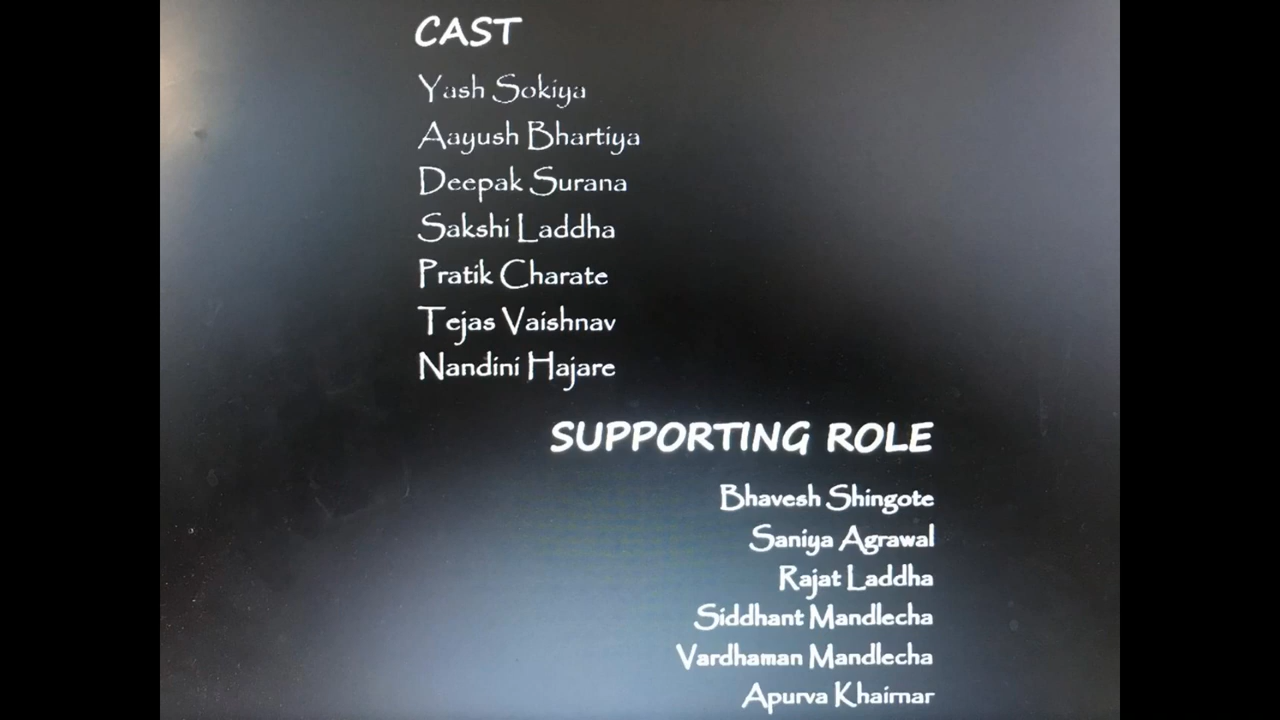 CAST
Yash Sokiya
Aayush Bhartiya
Deepak Surana
Sakshi Laddha
Pratik Charate
Tejas Vaishnav
Nandini Hajare
SUPPORTING ROLE
Bhavesh Shingote
Saniya Agrawal
Rajat Laddha
Siddhant Mandlecha
Vardhaman Mandlecha
Apurva Khairnar